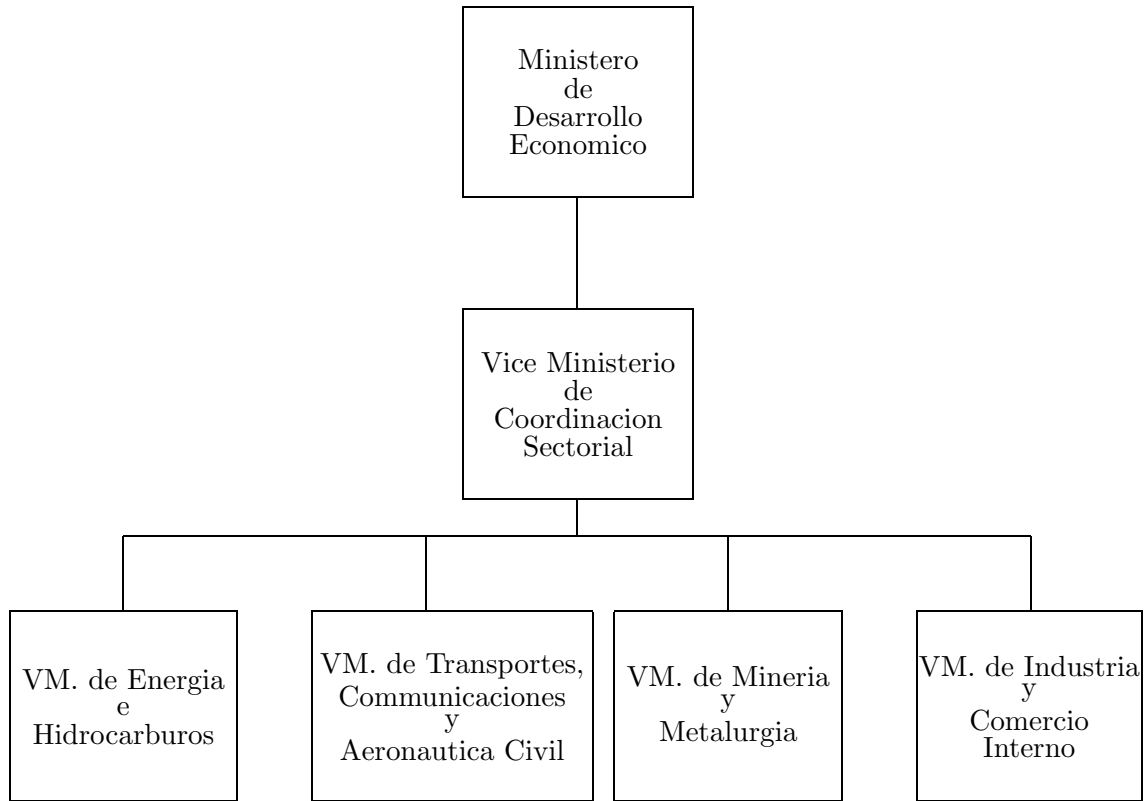 Ministero
de
Desarrollo
Economico
Vice Ministerio
de
Coordinacion
Sectorial
VM. de Energia
e
Hidrocarburos
VM. de Transportes,
Communicaciones
y
Aeronautica Civil
VM. de Mineria
y
Metalurgia
VM. de Industria
y
Comercio
Interno